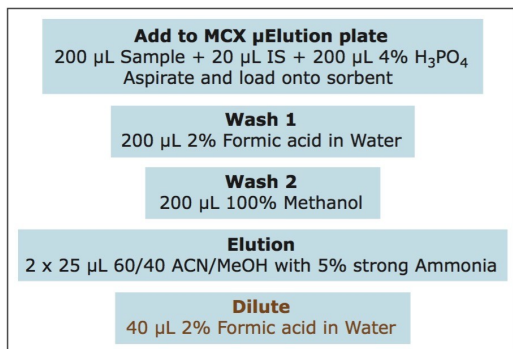 Add to MCX µElution plate
200 µL Sample + 20 µL IS + 200 µL 4% H₃PO₄
Aspirate and load onto sorbent
Wash 1
200 µL 2% Formic acid in Water
Wash 2
200 µL 100% Methanol
Elution
2 x 25 µL 60/40 ACN/MeOH with 5% strong Ammonia
Dilute
40 µL 2% Formic acid in Water